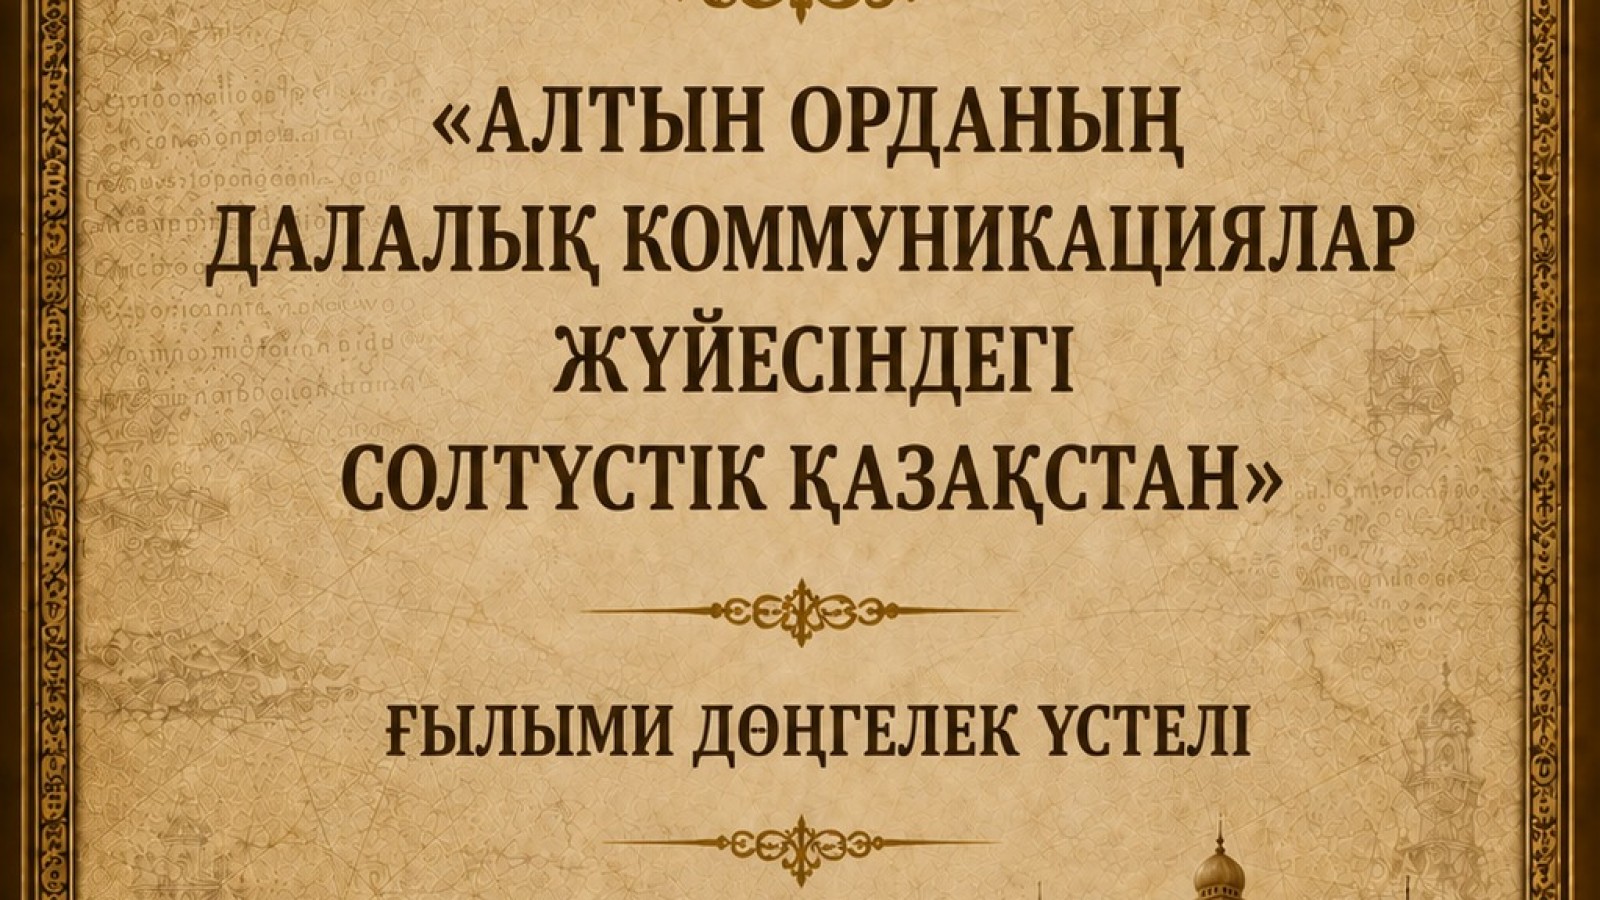 «АЛТЫН ОРДАНЫҢ
ДАЛАЛЫҚ КОММУНИКАЦИЯЛАР
ЖҮЙЕСІНДЕГІ
СОЛТҮСТІК ҚАЗАҚСТАН»
ҒЫЛЫМИ ДӨҢГЕЛЕК ҮСТЕЛІ